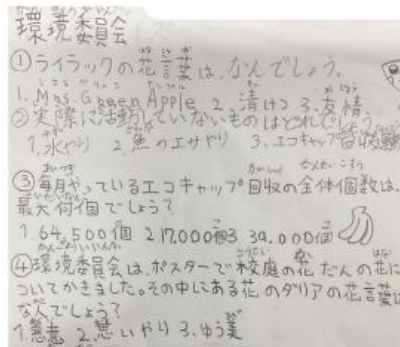 環境委員会
①ライラックの花言葉は、なんでしょう。
1. Mrs. Green Apple 2 清け 3. 友情
②実際に活動していないものはどれでしょう。
1. 水やり 2. 魚のエサやり 3. エコキャップ回収
③毎月やっているエコキャップ回収の全体個数は、
最大何個でしょう?
1 64,500個 2 17,000個 3 39,000個
④環境委員会は、ポスターで校庭の花だんの花に
ついてかきました。その中にある花のダリアの花言葉は
なんでしょう?
2. 思いやり 3. ゆう美